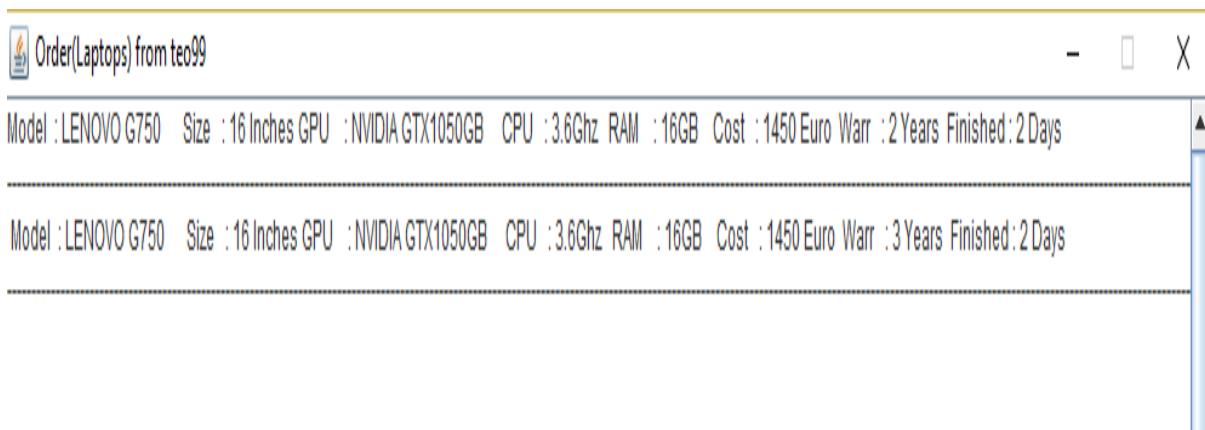 Order(Laptops) from teo99
Model : LENOVO G750 Size : 16 Inches GPU : NVIDIA GTX1050GB CPU : 3.6Ghz RAM : 16GB Cost : 1450 Euro Warr : 2 Years Finished : 2 Days
Model : LENOVO G750 Size : 16 Inches GPU : NVIDIA GTX1050GB CPU : 3.6Ghz RAM : 16GB Cost : 1450 Euro Warr : 3 Years Finished : 2 Days